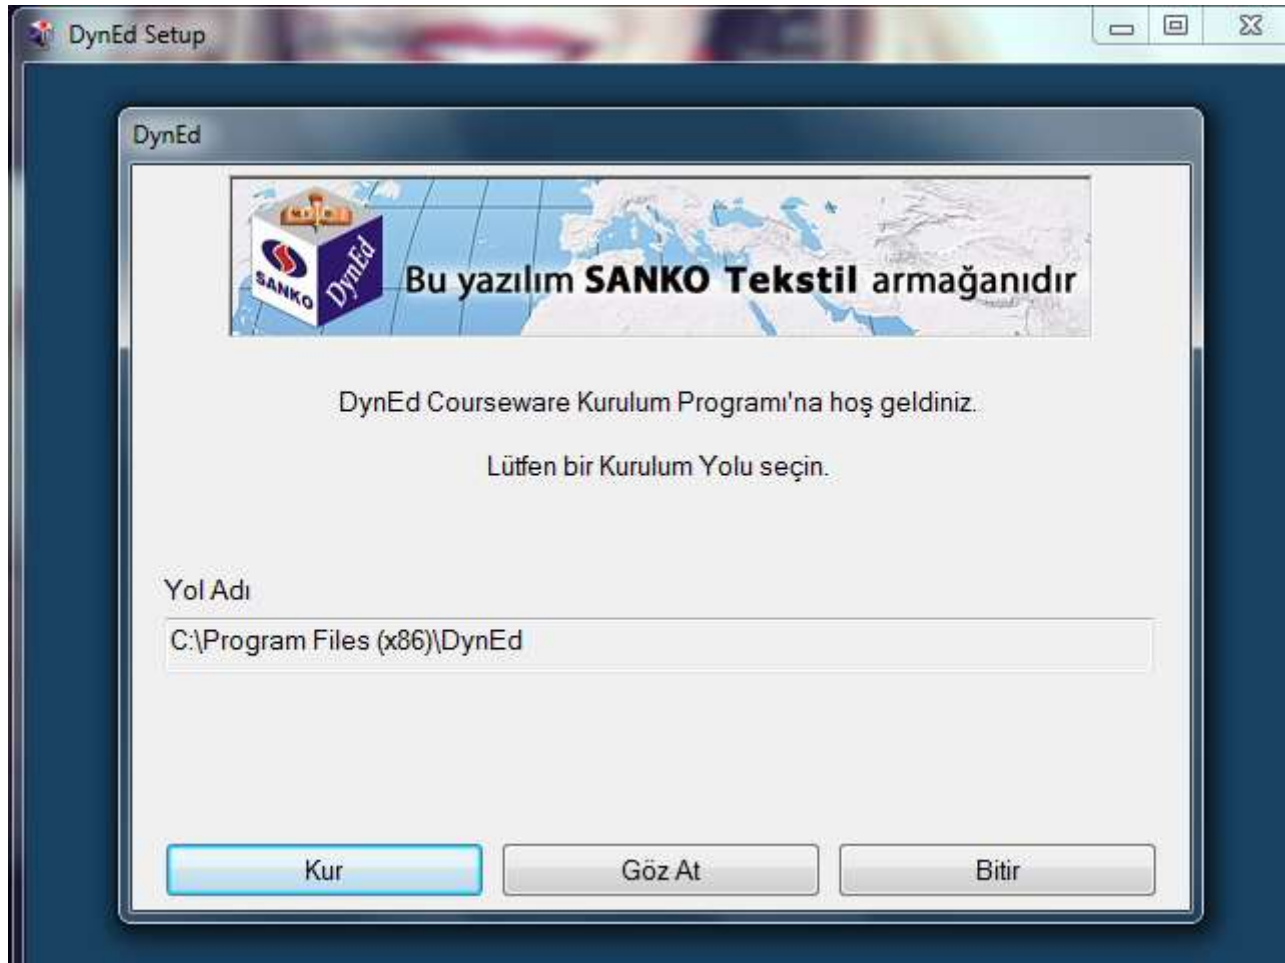 DynEd Setup
DynEd
SANKO
DynEd
Bu yazılım SANKO Tekstil armağanıdır
DynEd Courseware Kurulum Programı'na hoş geldiniz.
Lütfen bir Kurulum Yolu seçin.
Yol Adı
C:\Program Files (x86)\DynEd
Kur
Göz At
Bitir